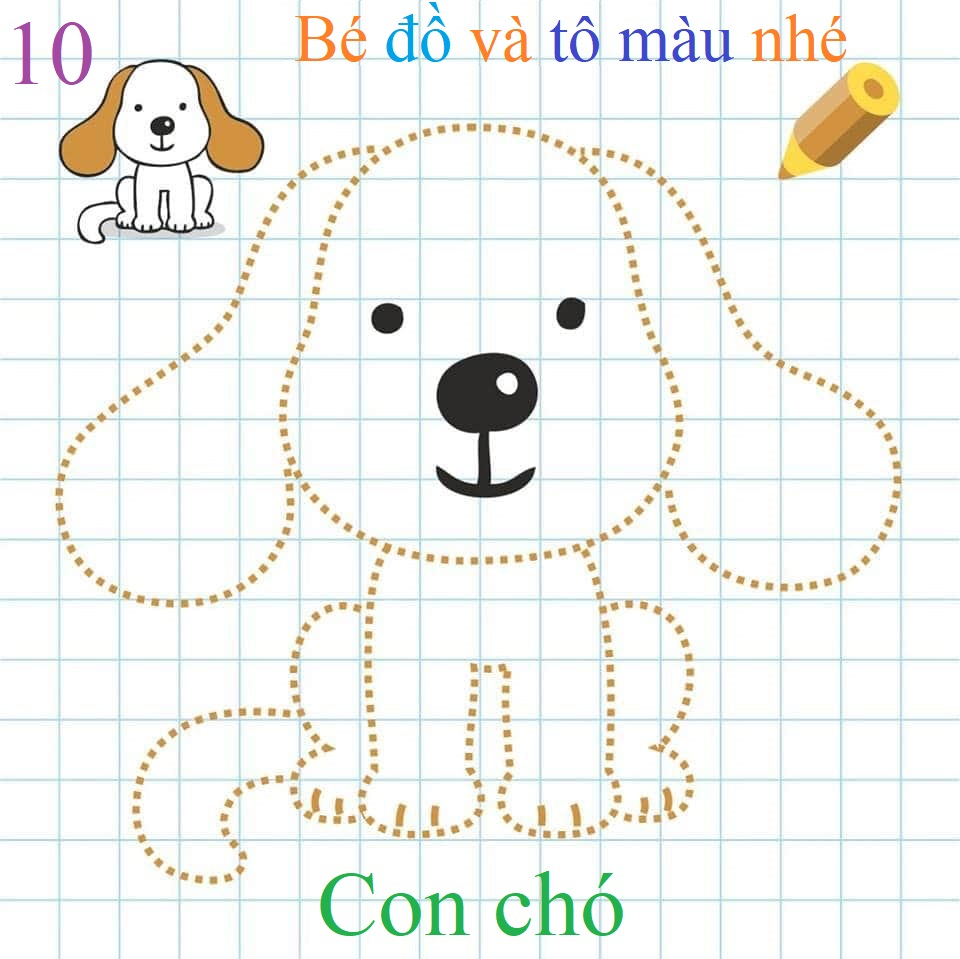 10
Bé đồ và tô màu nhé
Con chó